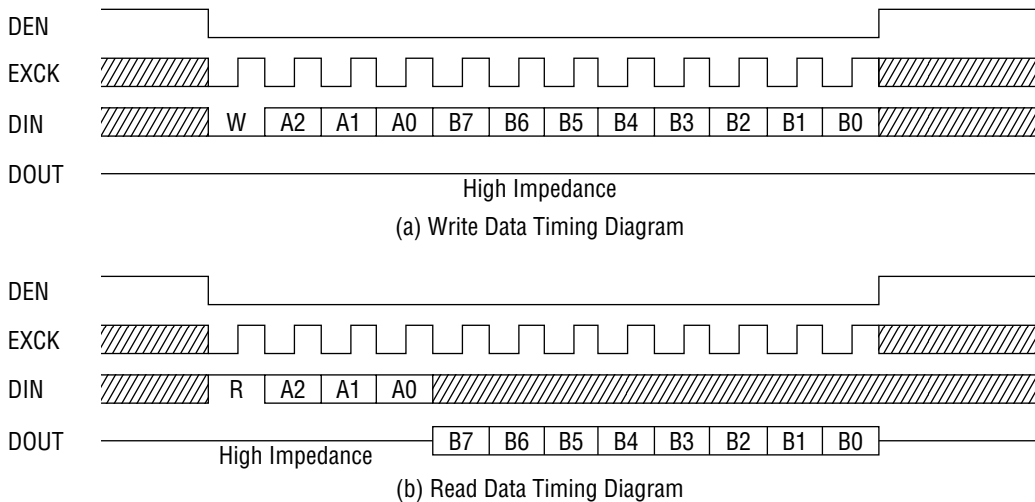 DEN
EXCK
DIN W A2 A1 A0 B7 B6 B5 B4 B3 B2 B1 B0
DOUT
High Impedance
(a) Write Data Timing Diagram
DEN
EXCK
DIN R A2 A1 A0
DOUT B7 B6 B5 B4 B3 B2 B1 B0
High Impedance
(b) Read Data Timing Diagram